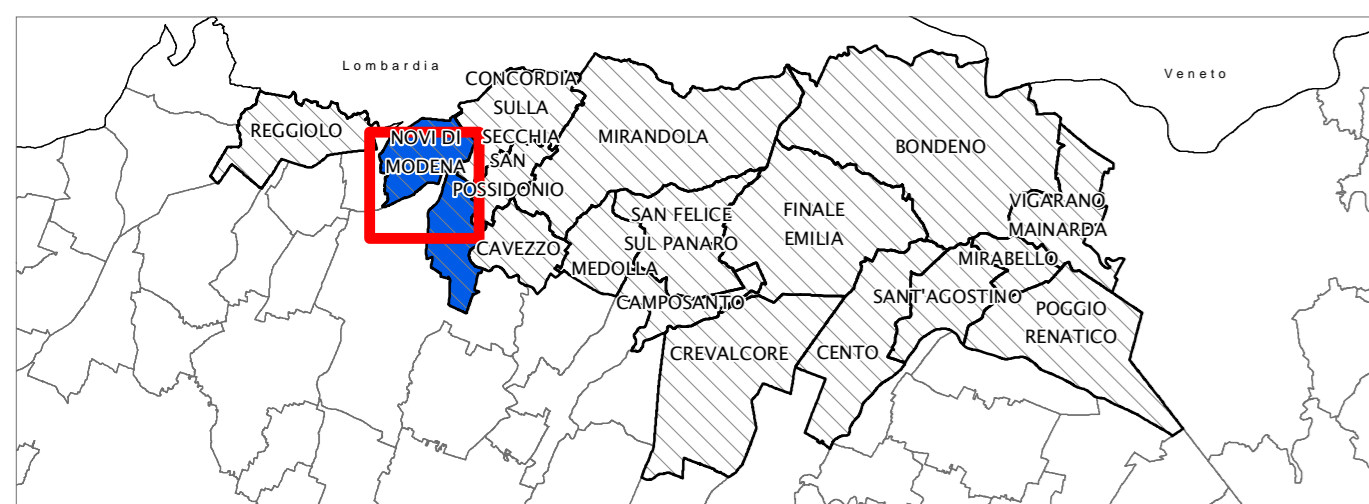 Lombardia
Veneto
CONCORDIA
SULLA
SECCHIA
REGGIOLO
NOVI DI
MODENA
MIRANDOLA
BONDENO
SAN
POSSIDONIO
SAN FELICE
SUL PANARO
FINALE
EMILIA
VIGARANO
MAINARDA
CAVEZZO
MEDOLLA
MIRABELLO
CAMPOSANTO
SANT'AGOSTINO
POGGIO
RENATICO
CREVALCORE
CENTO